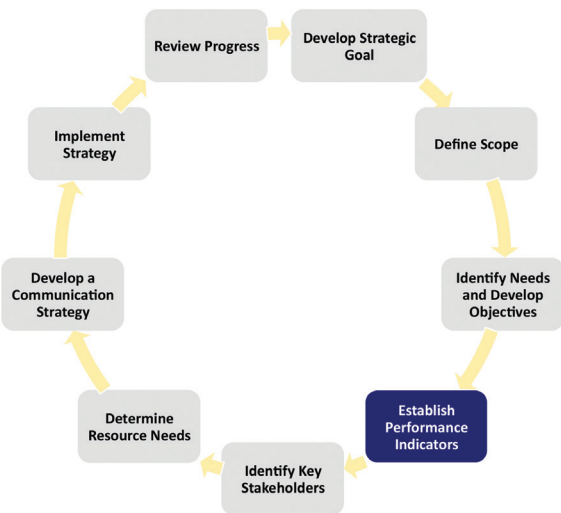 Review Progress
Develop Strategic
Goal
Define Scope
Identify Needs
and Develop
Objectives
Establish
Performance
Indicators
Identify Key
Stakeholders
Determine
Resource Needs
Develop a
Communication
Strategy
Implement
Strategy